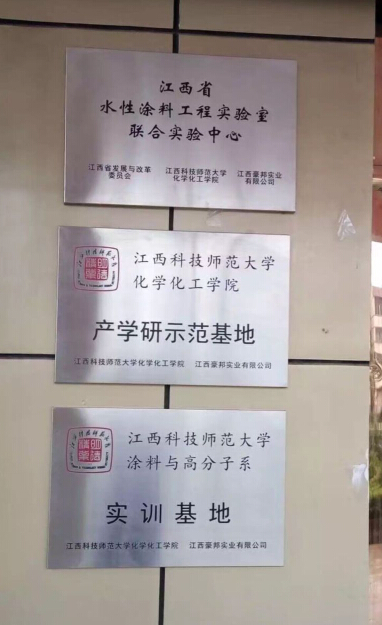 江西省
水性涂料工程实验室
联合实验中心
江西省发展与改革 江西科技师范大学 江西豪邦实业
委员会 化学化工学院 有限公司
江西科技师范大学
化学化工学院
产学研示范基地
江西科技师范大学化学化工学院 江西豪邦实业有限公司
江西科技师范大学
涂料与高分子系
实训基地
江西科技师范大学化学化工学院 江西豪邦实业有限公司